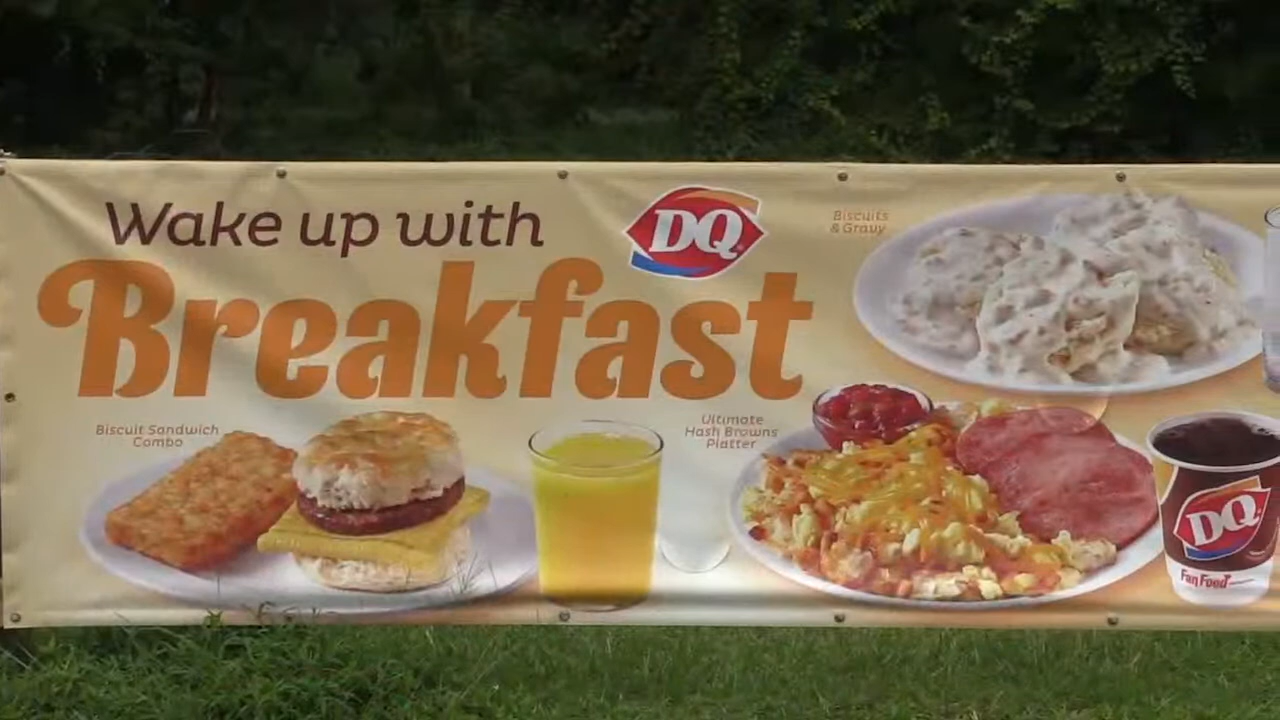 Wake up with
DQ
Breakfast
Biscuits
& Gravy
Biscuit Sandwich
Combo
Ultimate
Hash Browns
Platter
DQ
Fan Food